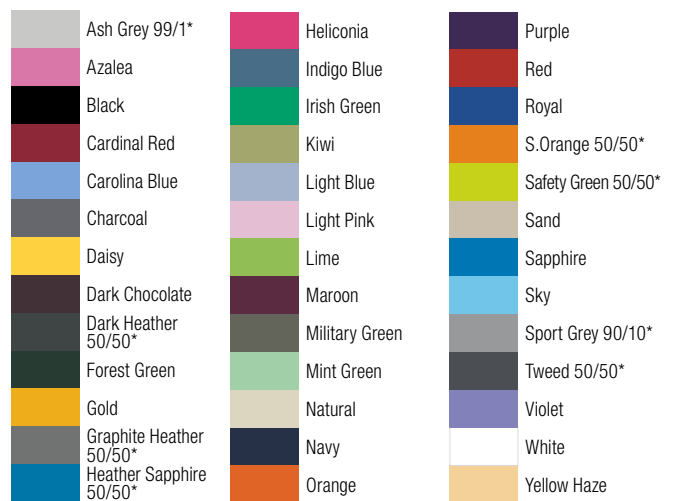 Ash Grey 99/1*
Azalea
Black
Cardinal Red
Carolina Blue
Charcoal
Daisy
Dark Chocolate
Dark Heather
50/50*
Forest Green
Gold
Graphite Heather
50/50*
Heather Sapphire
50/50*
Heliconia
Indigo Blue
Irish Green
Kiwi
Light Blue
Light Pink
Lime
Maroon
Military Green
Mint Green
Natural
Navy
Orange
Purple
Red
Royal
S.Orange 50/50*
Safety Green 50/50*
Sand
Sapphire
Sky
Sport Grey 90/10*
Tweed 50/50*
Violet
White
Yellow Haze